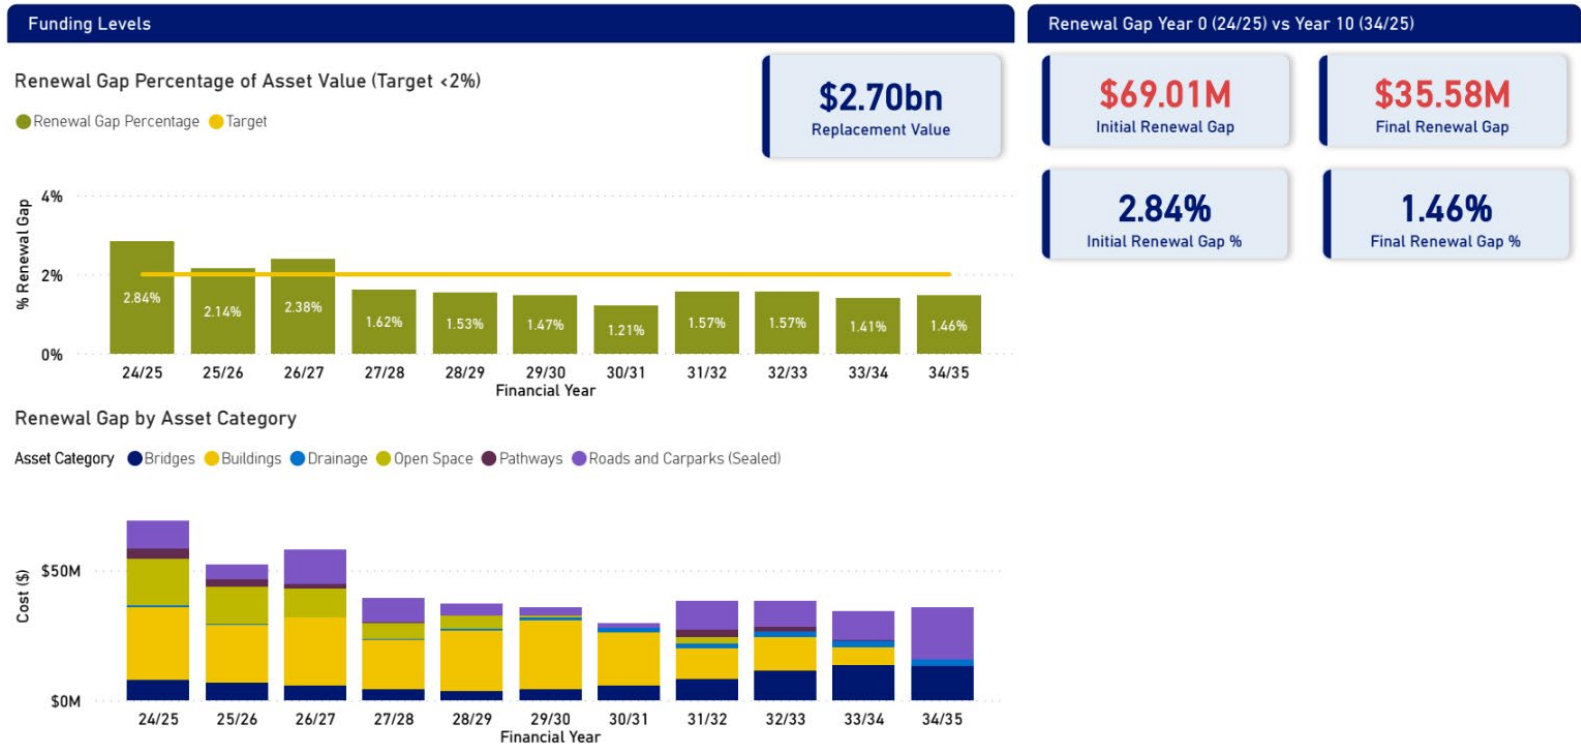 Funding Levels
Renewal Gap Percentage of Asset Value (Target <2%)
Renewal Gap Percentage Target
$2.70bn
Replacement Value
% Renewal Gap
4%
2%
0%
2.84% 2.14% 2.38% 1.62% 1.53% 1.47% 1.21% 1.57% 1.57% 1.41% 1.46%
24/25 25/26 26/27 27/28 28/29 29/30 30/31 31/32 32/33 33/34 34/35
Financial Year
Renewal Gap by Asset Category
Asset Category Bridges Buildings Drainage Open Space Pathways Roads and Carparks (Sealed)
Cost ($)
$50M
$0M
24/25 25/26 26/27 27/28 28/29 29/30 30/31 31/32 32/33 33/34 34/35
Financial Year
Renewal Gap Year 0 (24/25) vs Year 10 (34/25)
$69.01M
Initial Renewal Gap
$35.58M
Final Renewal Gap
2.84%
Initial Renewal Gap %
1.46%
Final Renewal Gap %